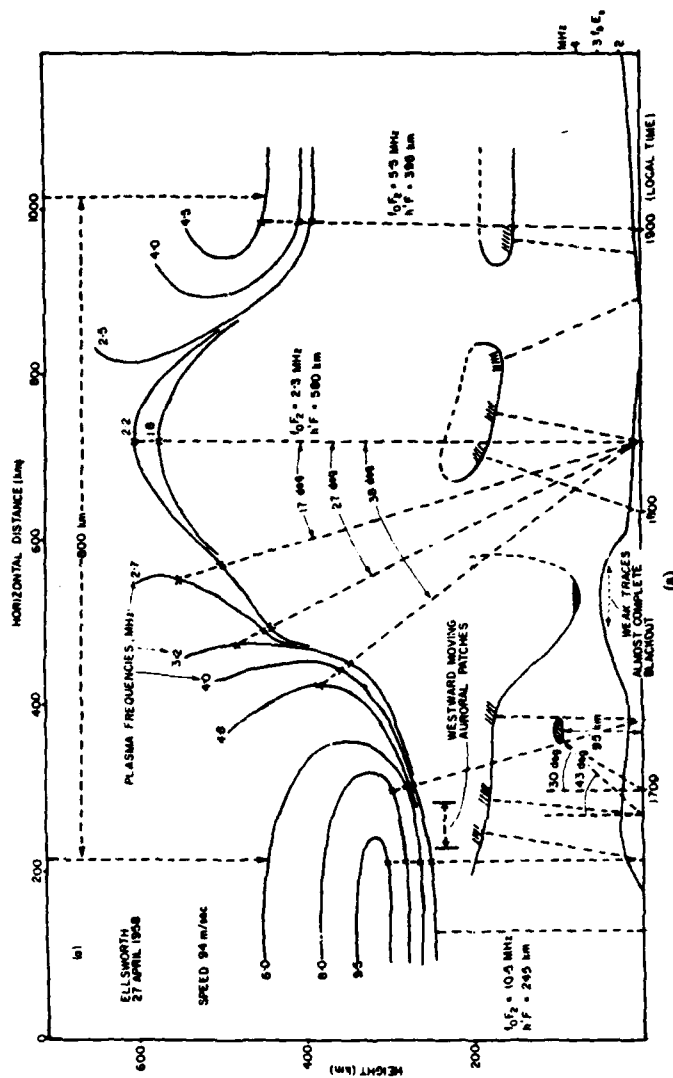 HORIZONTAL DISTANCE (km)
0
200
400
600
800
1000
(a)
ELLSWORTH
27 APRIL 1958
SPEED 94 m/sec
800 km
PLASMA FREQUENCIES, MHz
6·0
8·0
9·5
4·8
4·0
3·2
2·7
2·2
1·8
2·5
4·0
4·5
HEIGHT (km)
600
400
200
f₀F₂ = 10·5 MHz
h'F = 245 km
f₀F₂ = 2·3 MHz
h'F = 580 km
f₀F₂ = 5·5 MHz
h'F = 396 km
17 deg
27 deg
38 deg
WESTWARD MOVING
AURORAL PATCHES
130 deg
143 deg
95 km
WEAK TRACES
ALMOST COMPLETE
BLACKOUT
MHz
4
3 fbEs
2
1700
1800
1900 (LOCAL TIME)
(a)